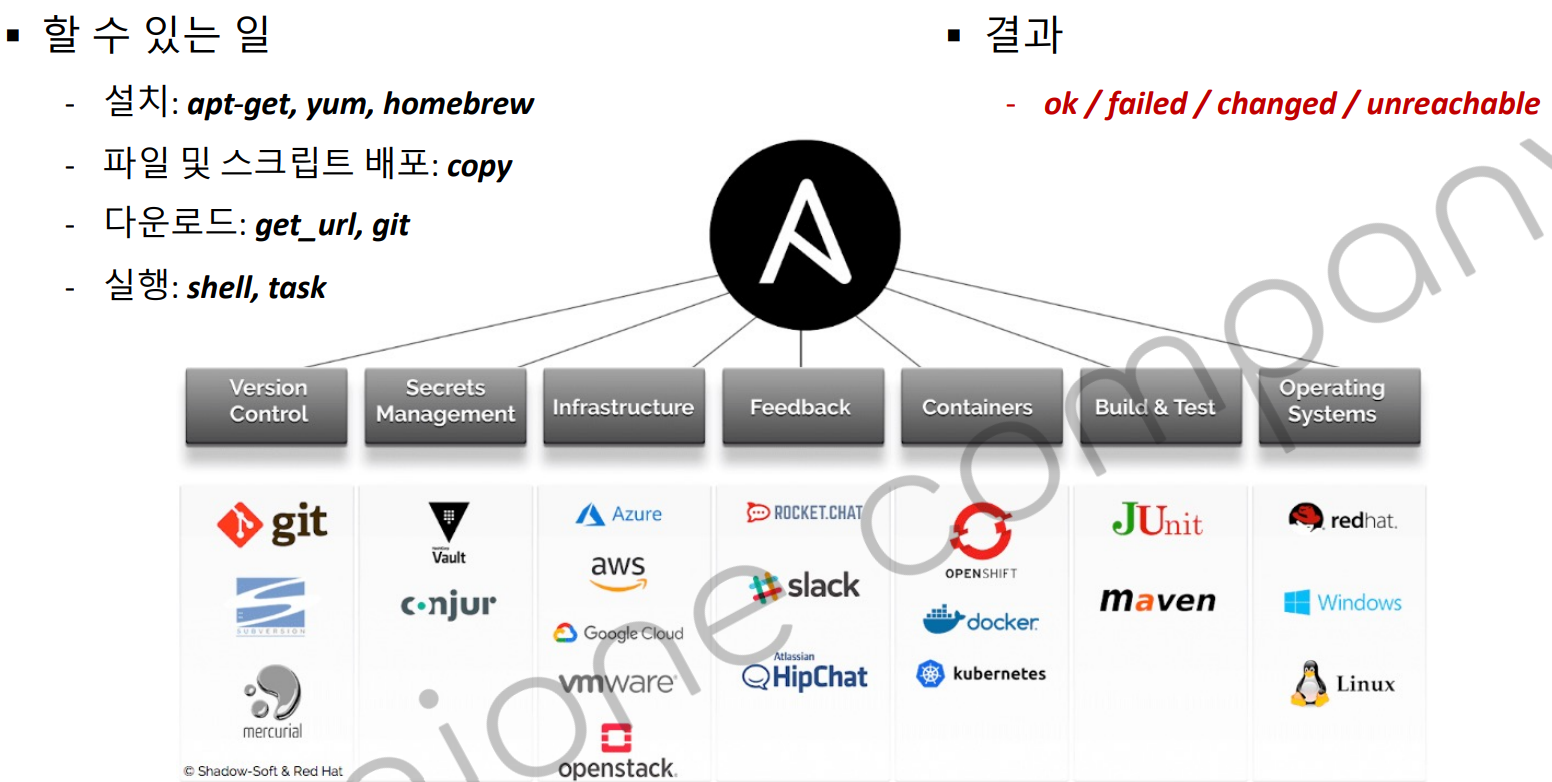 ▪ 할 수 있는 일
- 설치: apt-get, yum, homebrew
- 파일 및 스크립트 배포: copy
- 다운로드: get_url, git
- 실행: shell, task
▪ 결과
- ok / failed / changed / unreachable
Version
Control
Secrets
Management
Infrastructure
Feedback
Containers
Build & Test
Operating
Systems
git
SUBVERSION
mercurial
Vault
conjur
Azure
aws
Google Cloud
vmware
openstack.
ROCKET.CHAT
slack
Atlassian
HipChat
OPENSHIFT
docker
kubernetes
JUnit
maven
redhat.
Windows
Linux
© Shadow-Soft & Red Hat
company